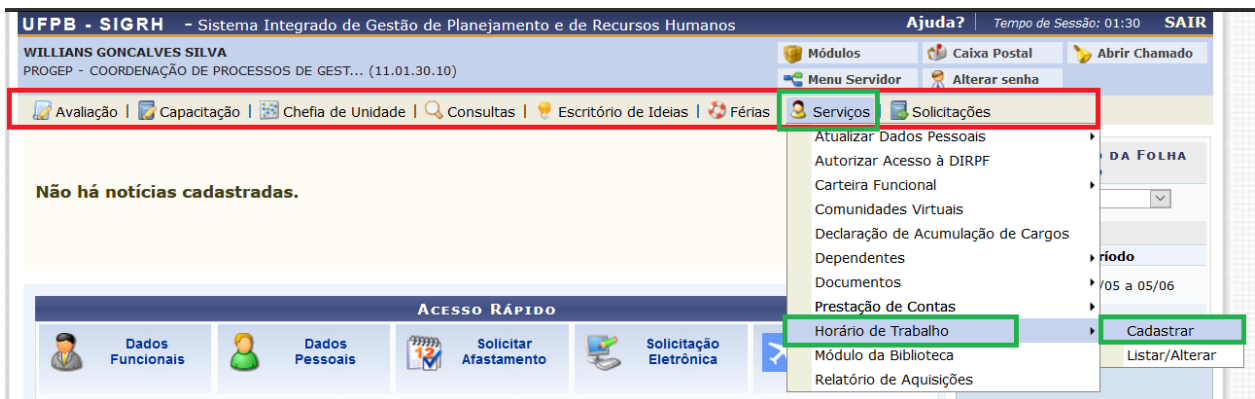 UFPB - SIGRH - Sistema Integrado de Gestão de Planejamento e de Recursos Humanos
Ajuda? Tempo de Sessão: 01:30 SAIR
WILLIANS GONCALVES SILVA
PROGEP - COORDENAÇÃO DE PROCESSOS DE GEST... (11.01.30.10)
Módulos Caixa Postal Abrir Chamado
Menu Servidor Alterar senha
Avaliação | Capacitação | Chefia de Unidade | Consultas | Escritório de Ideias | Férias Serviços | Solicitações
Atualizar Dados Pessoais
Autorizar Acesso à DIRPF
Carteira Funcional
Comunidades Virtuais
Declaração de Acumulação de Cargos
Dependentes
Documentos
Prestação de Contas
Horário de Trabalho
Módulo da Biblioteca
Relatório de Aquisições
Cadastrar
Listar/Alterar
DA FOLHA
ríodo
/05 a 05/06
Não há notícias cadastradas.
ACESSO RÁPIDO
Dados Funcionais
Dados Pessoais
12
Solicitar Afastamento
Solicitação Eletrônica